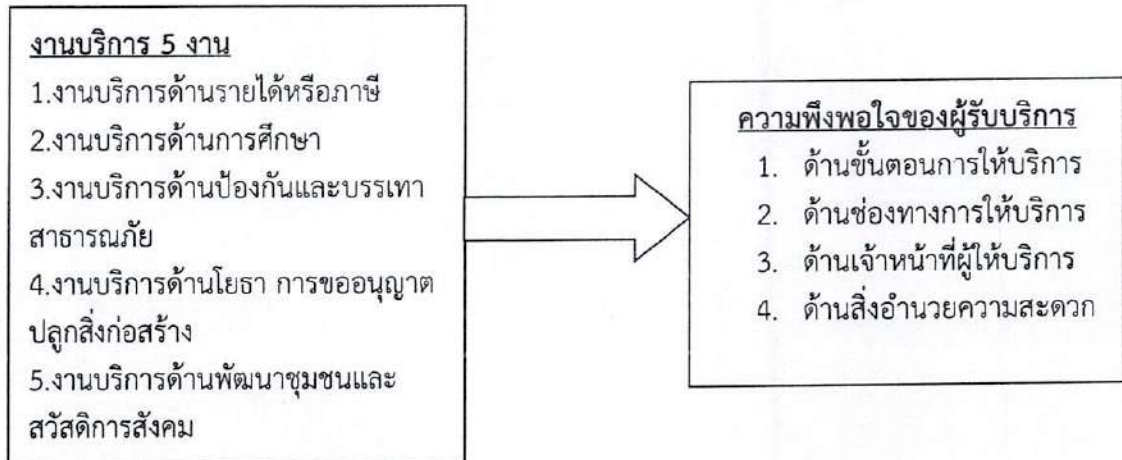 งานบริการ 5 งาน
1.งานบริการด้านรายได้หรือภาษี
2.งานบริการด้านการศึกษา
3.งานบริการด้านป้องกันและบรรเทา
สาธารณภัย
4.งานบริการด้านโยธา การขออนุญาต
ปลูกสิ่งก่อสร้าง
5.งานบริการด้านพัฒนาชุมชนและ
สวัสดิการสังคม
ความพึงพอใจของผู้รับบริการ
1. ด้านขั้นตอนการให้บริการ
2. ด้านช่องทางการให้บริการ
3. ด้านเจ้าหน้าที่ผู้ให้บริการ
4. ด้านสิ่งอำนวยความสะดวก